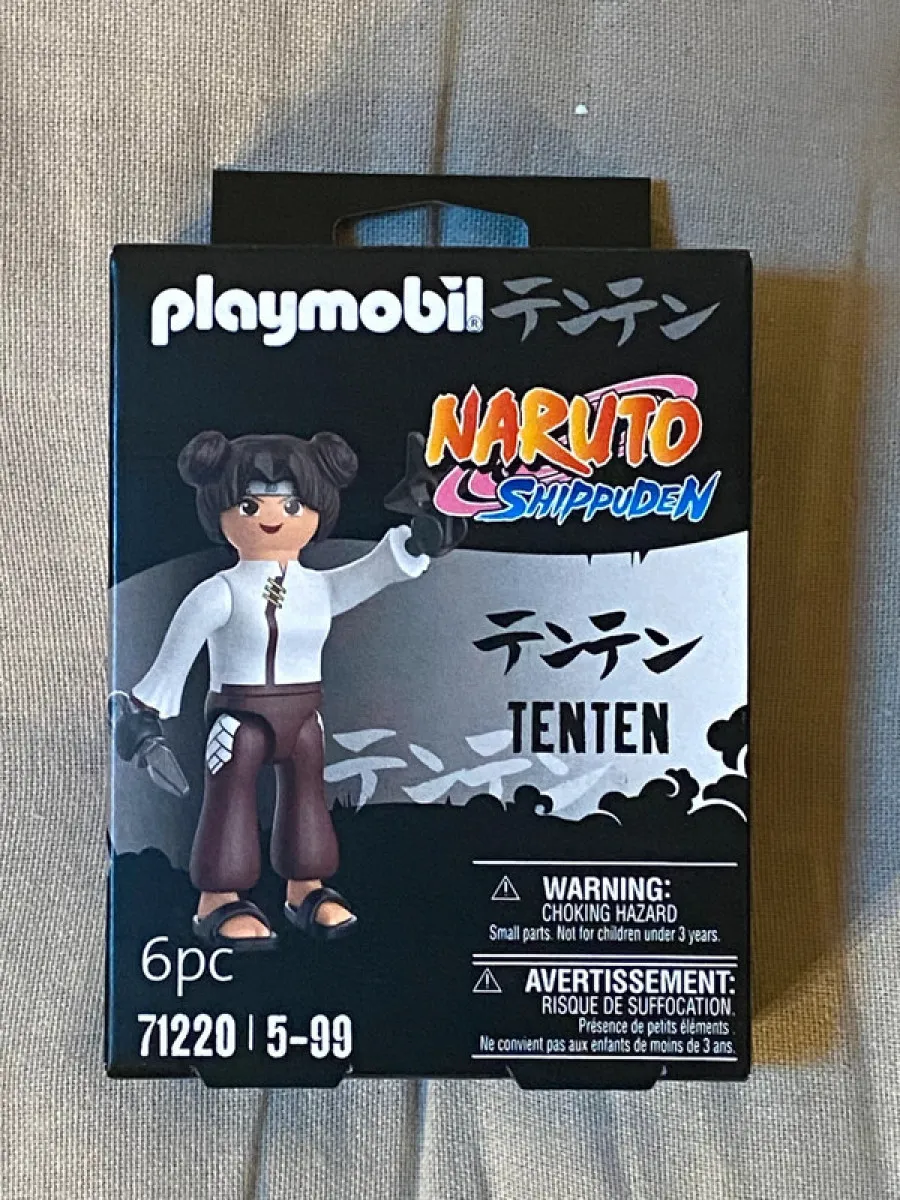 playmobil® テンテン
NARUTO
SHIPPUDEN
テンテン
TENTEN
テンテン
⚠ WARNING:
CHOKING HAZARD
Small parts. Not for children under 3 years.
⚠ AVERTISSEMENT:
RISQUE DE SUFFOCATION.
Présence de petits éléments.
Ne convient pas aux enfants de moins de 3 ans.
6pc
71220 | 5-99